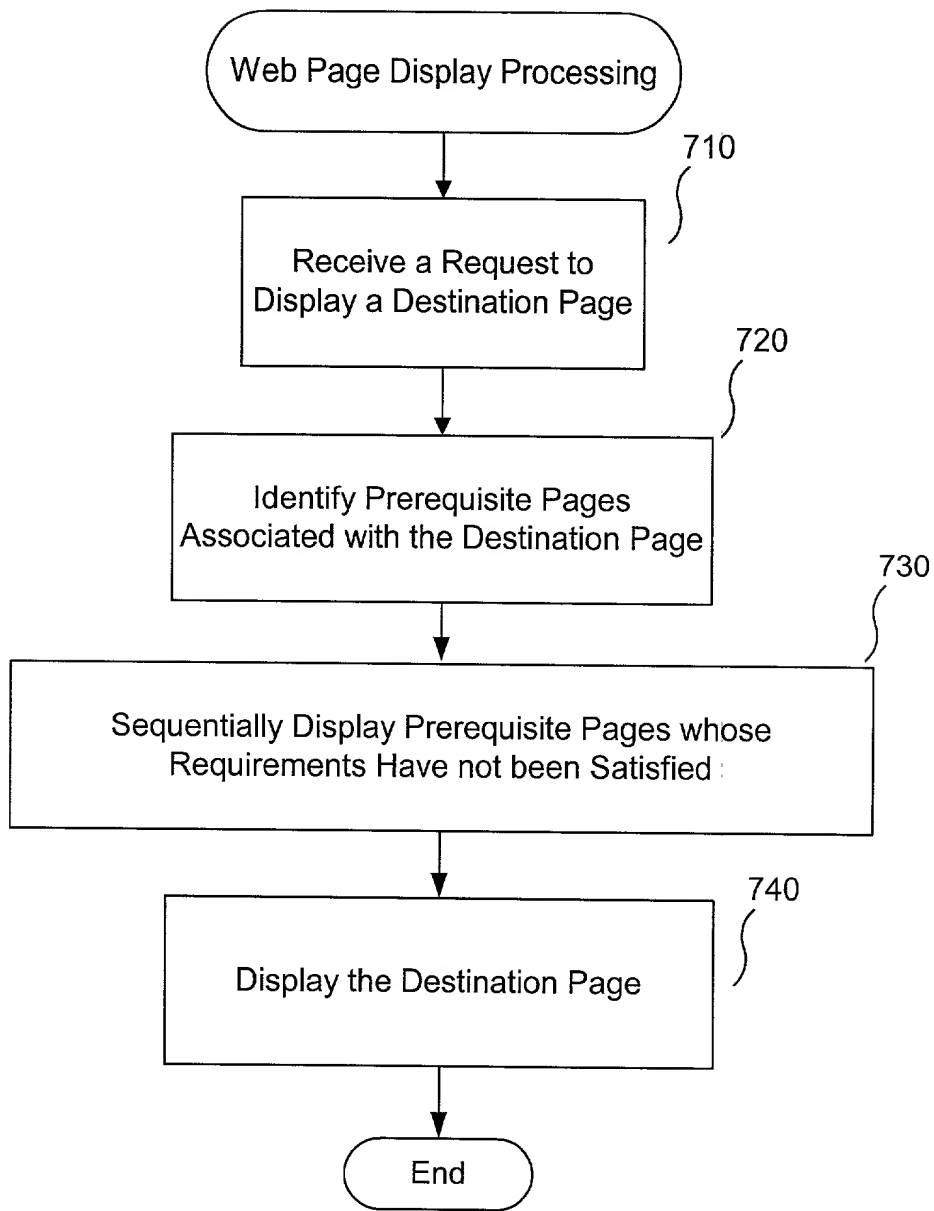 Web Page Display Processing
710
Receive a Request to
Display a Destination Page
720
Identify Prerequisite Pages
Associated with the Destination Page
730
Sequentially Display Prerequisite Pages whose
Requirements Have not been Satisfied
740
Display the Destination Page
End